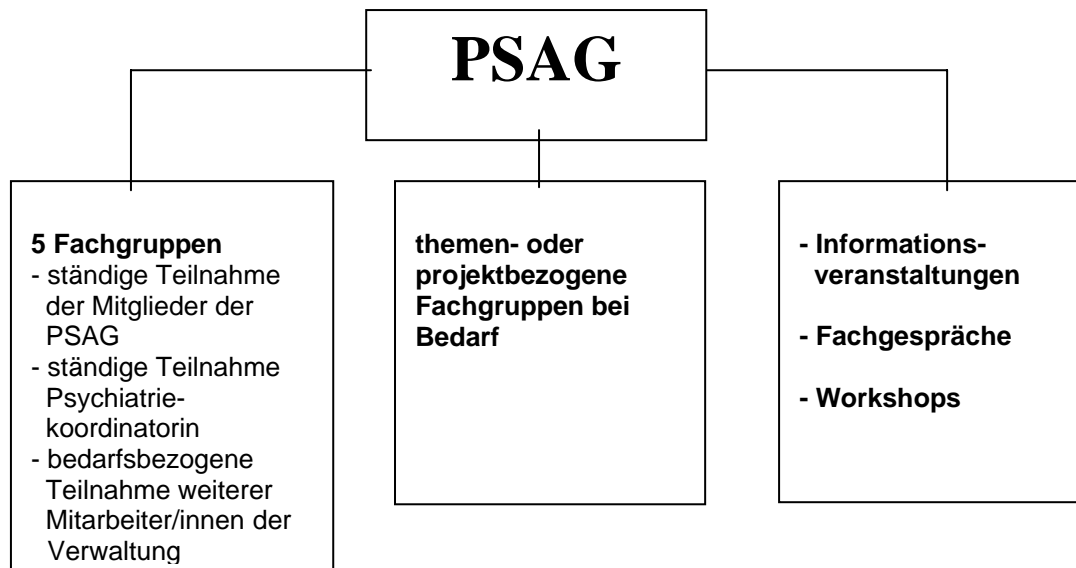 PSAG
5 Fachgruppen
- ständige Teilnahme
der Mitglieder der
PSAG
- ständige Teilnahme
Psychiatrie-
koordinatorin
- bedarfsbezogene
Teilnahme weiterer
Mitarbeiter/innen der
Verwaltung
themen- oder
projektbezogene
Fachgruppen bei
Bedarf
- Informations-
veranstaltungen
- Fachgespräche
- Workshops